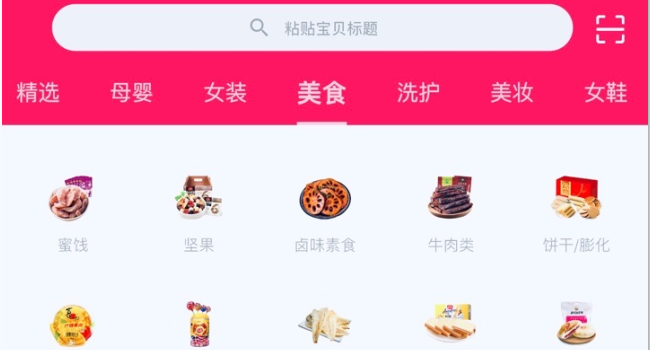 粘贴宝贝标题
精选 母婴 女装 美食 洗护 美妆 女鞋
蜜饯 坚果 卤味素食 牛肉类 饼干/膨化